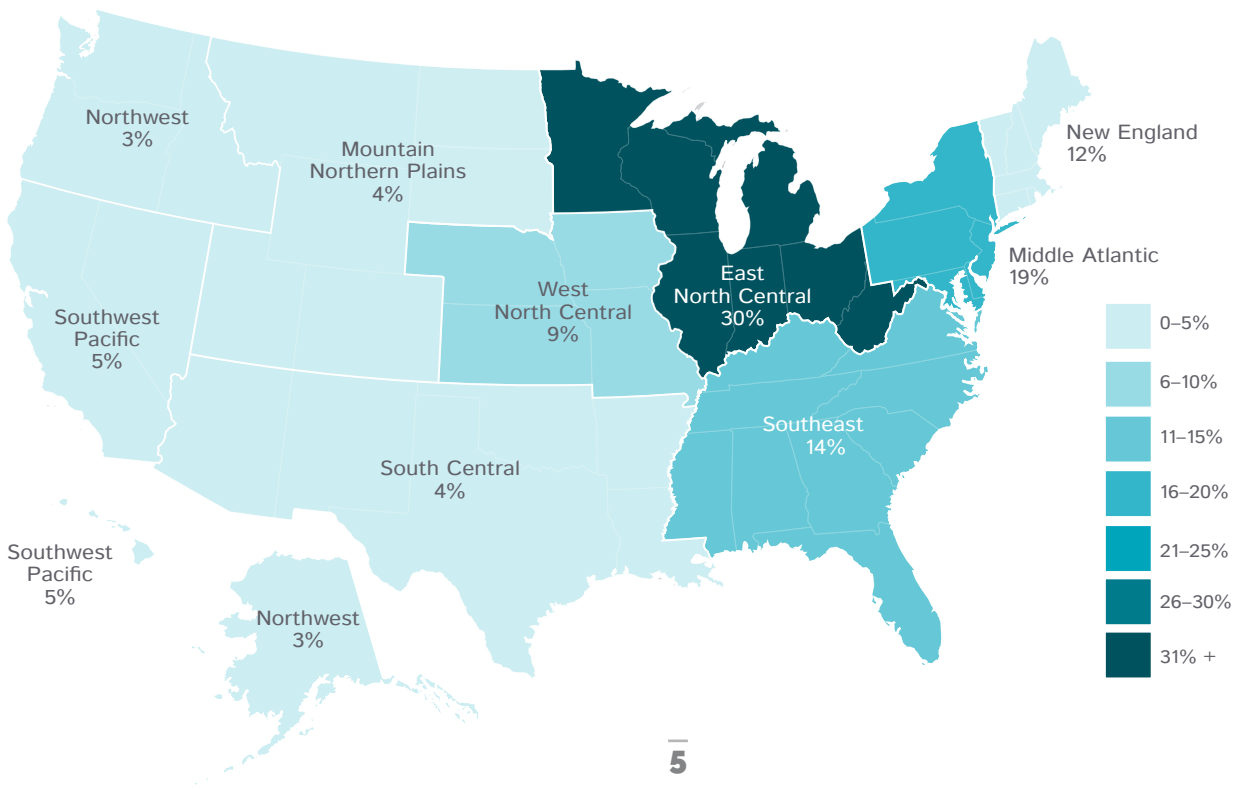 Northwest
3%
Mountain
Northern Plains
4%
New England
12%
Middle Atlantic
19%
East
North Central
30%
West
North Central
9%
Southwest
Pacific
5%
Southeast
14%
South Central
4%
Southwest
Pacific
5%
Northwest
3%
0–5%
6–10%
11–15%
16–20%
21–25%
26–30%
31% +
5